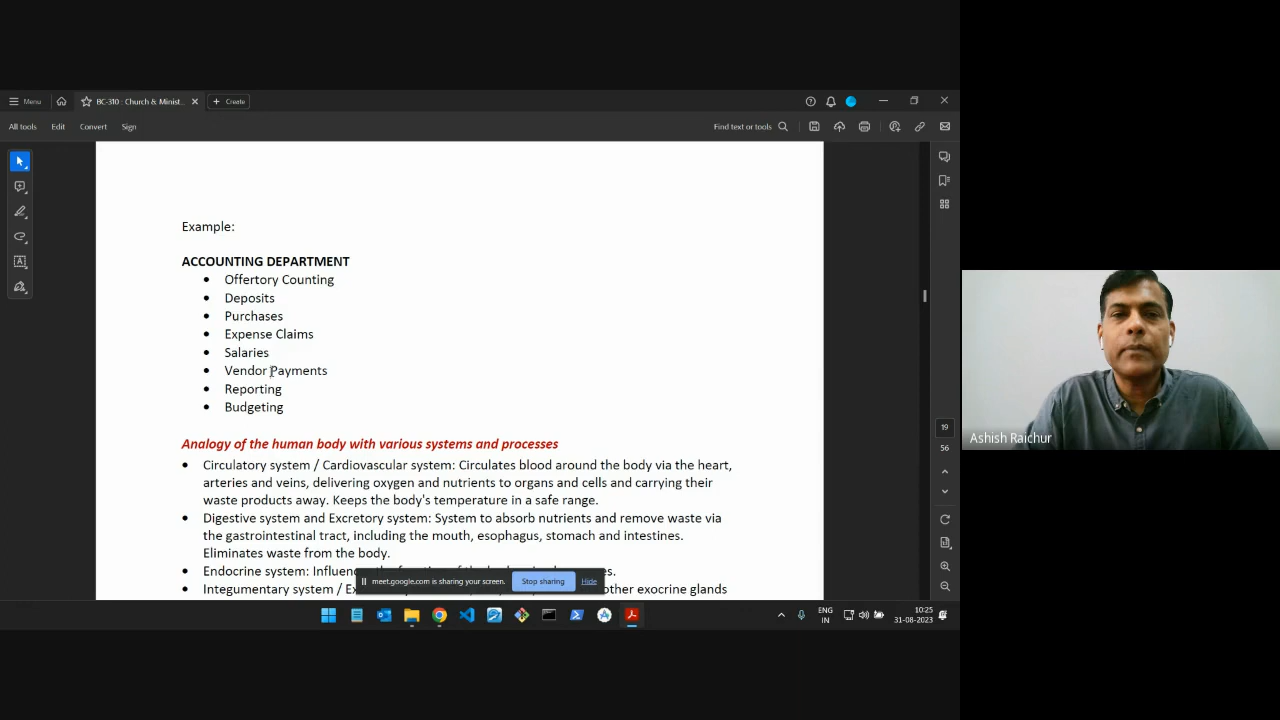 Menu
BC-310 : Church & Minist...
Create
All tools
Edit
Convert
Sign
Find text or tools
Example:
ACCOUNTING DEPARTMENT
• Offertory Counting
• Deposits
• Purchases
• Expense Claims
• Salaries
• Vendor Payments
• Reporting
• Budgeting
Analogy of the human body with various systems and processes
• Circulatory system / Cardiovascular system: Circulates blood around the body via the heart,
arteries and veins, delivering oxygen and nutrients to organs and cells and carrying their
waste products away. Keeps the body's temperature in a safe range.
• Digestive system and Excretory system: System to absorb nutrients and remove waste via
the gastrointestinal tract, including the mouth, esophagus, stomach and intestines.
Eliminates waste from the body.
• Endocrine system:
• Integumentary system /
other exocrine glands
meet.google.com is sharing your screen.
Stop sharing
Hide
19
56
Ashish Raichur
ENG
IN
10:25
31-08-2023